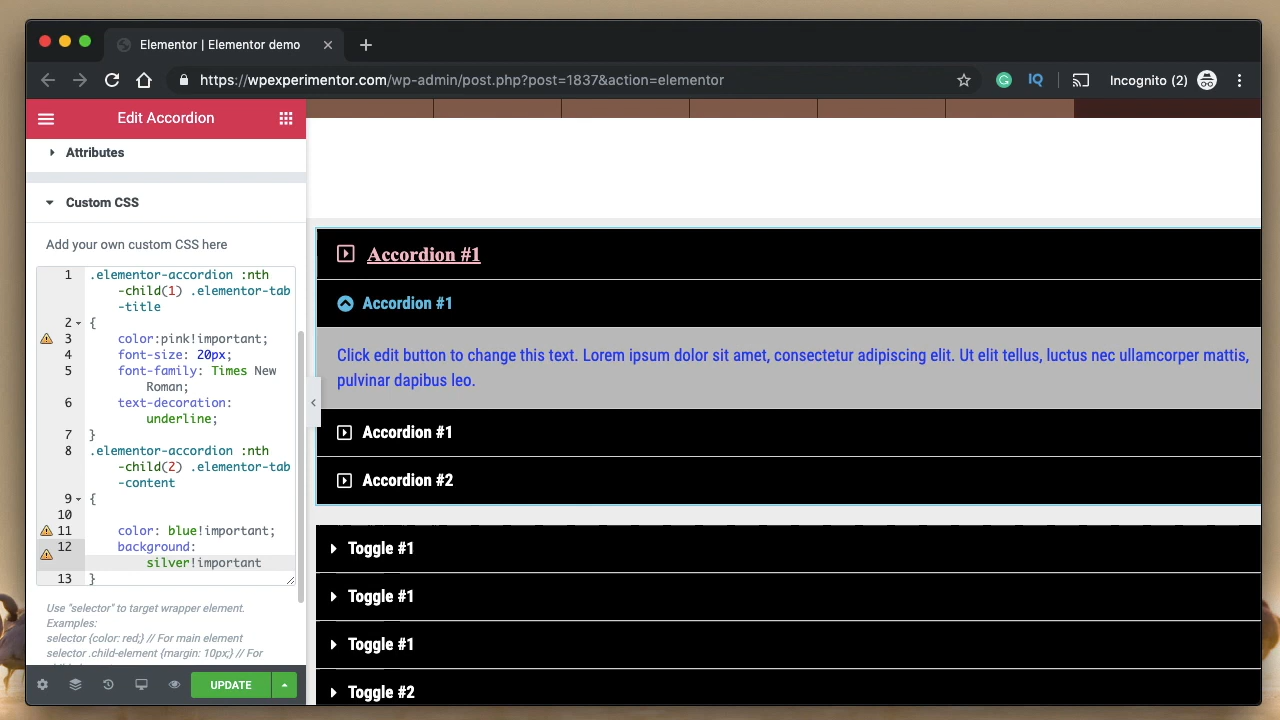 Elementor | Elementor demo
https://wpexperimentor.com/wp-admin/post.php?post=1837&action=elementor
IQ
Incognito (2)
Edit Accordion
Attributes
Custom CSS
Add your own custom CSS here
1 .elementor-accordion :nth
-child(1) .elementor-tab
-title
2 {
3 color:pink!important;
4 font-size: 20px;
5 font-family: Times New
Roman;
6 text-decoration:
underline;
7 }
8 .elementor-accordion :nth
-child(2) .elementor-tab
-content
9 {
10
11 color: blue!important;
12 background:
silver!important
13 }
Use "selector" to target wrapper element.
Examples:
selector {color: red;} // For main element
selector .child-element {margin: 10px;} // For
UPDATE
Accordion #1
Accordion #1
Click edit button to change this text. Lorem ipsum dolor sit amet, consectetur adipiscing elit. Ut elit tellus, luctus nec ullamcorper mattis,
pulvinar dapibus leo.
Accordion #1
Accordion #2
Toggle #1
Toggle #1
Toggle #1
Toggle #2